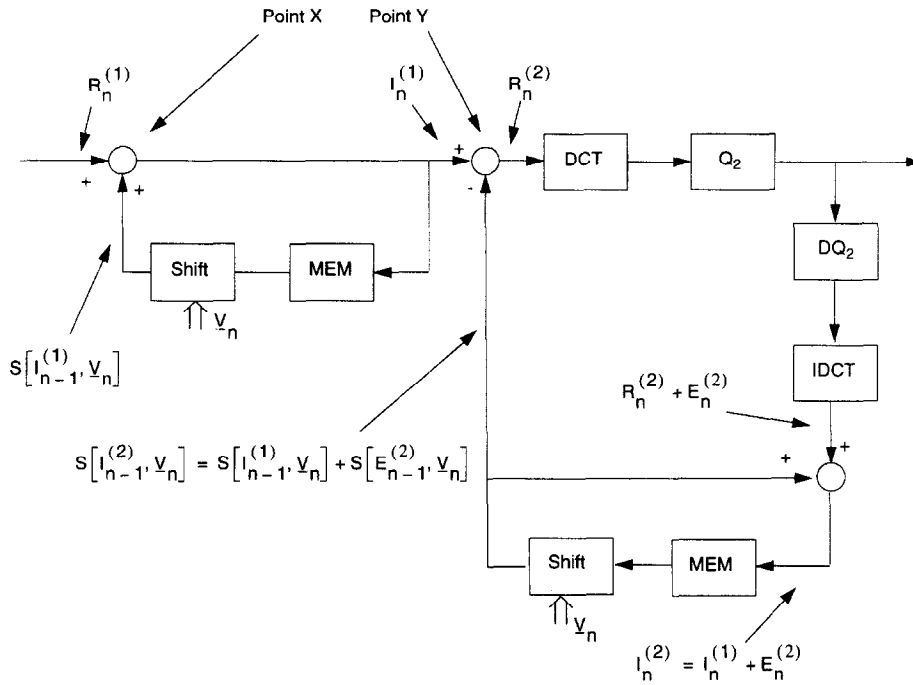 Point X
Point Y
R_n^(1)
I_n^(1)
R_n^(2)
+
+
+
-
DCT
Q_2
DQ_2
IDCT
Shift
MEM
V_n
S[I_{n-1}^(1), V_n]
R_n^(2) + E_n^(2)
S[I_{n-1}^(2), V_n] = S[I_{n-1}^(1), V_n] + S[E_{n-1}^(2), V_n]
+
+
Shift
MEM
V_n
I_n^(2) = I_n^(1) + E_n^(2)